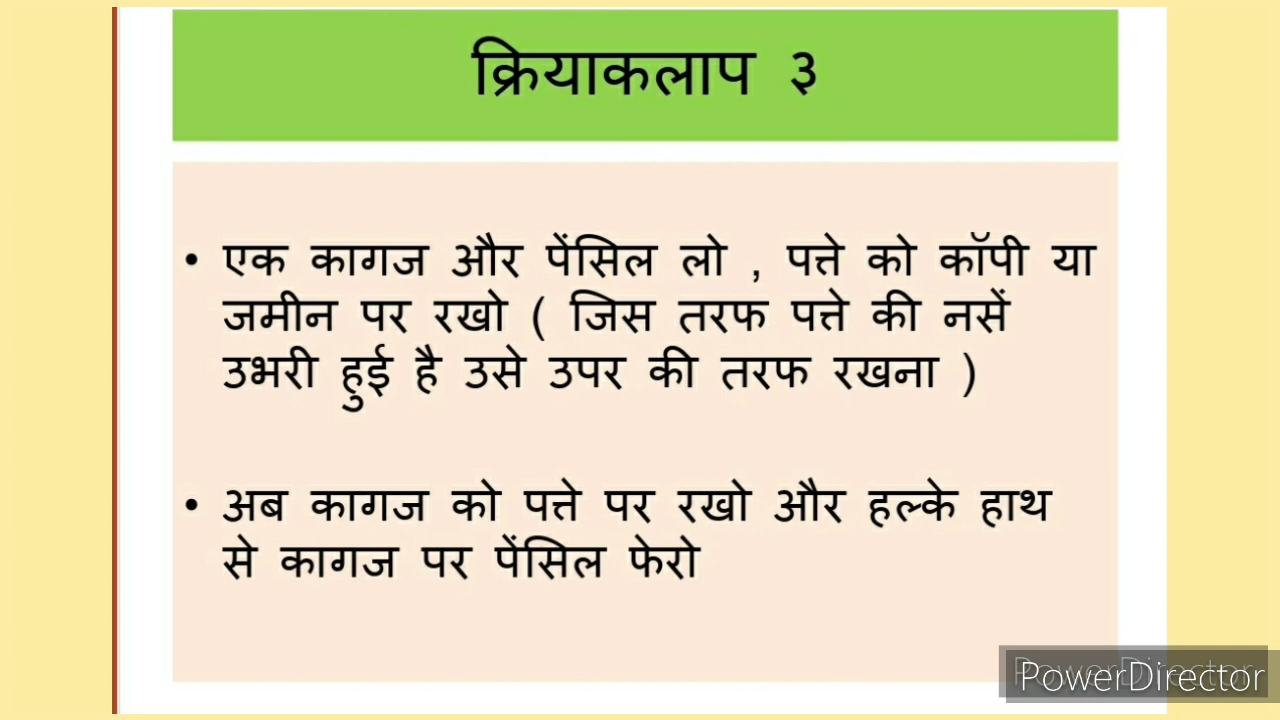 क्रियाकलाप ३
• एक कागज और पेंसिल लो , पत्ते को कॉपी या
जमीन पर रखो ( जिस तरफ पत्ते की नसें
उभरी हुई है उसे उपर की तरफ रखना )
• अब कागज को पत्ते पर रखो और हल्के हाथ
से कागज पर पेंसिल फेरो
PowerDirector
PowerDirector